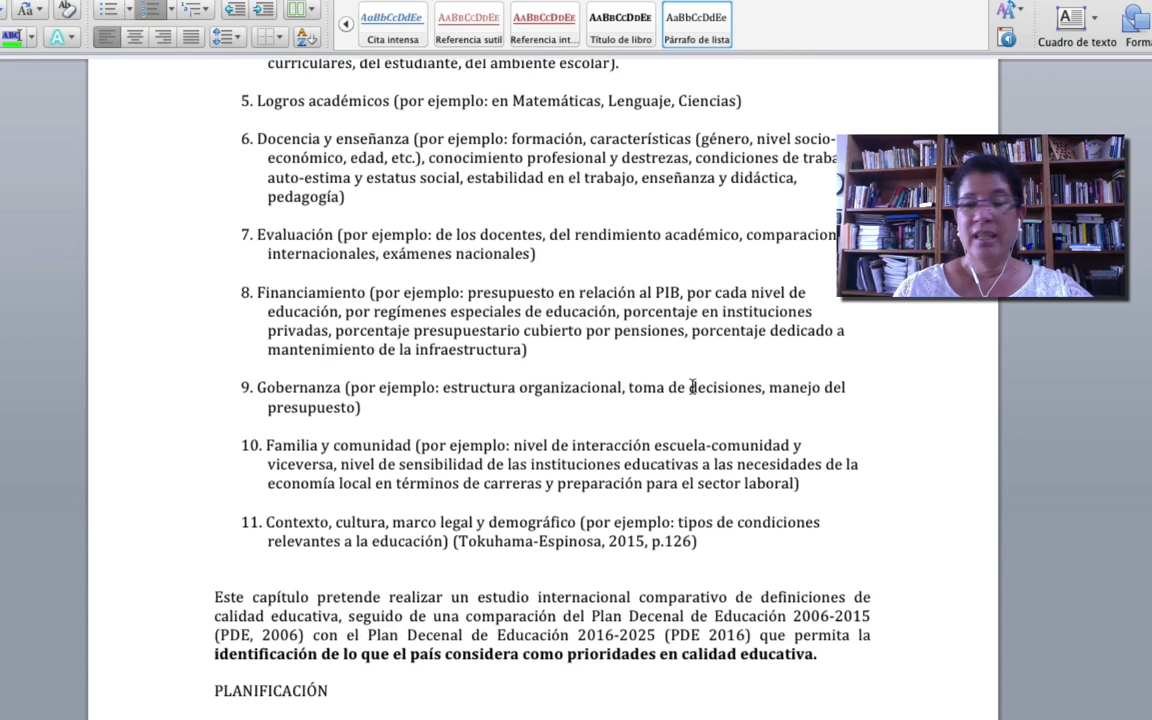 Aa
ABC
A
AaBbCcDdEe
AaBbCcDdEe
AaBbCcDdEe
AaBbCcDdEe
AaBbCcDdEe
Cita intensa
Referencia sutil
Referencia int...
Título de libro
Párrafo de lista
Cuadro de texto
Form
curriculares, del estudiante, del ambiente escolar).
5. Logros académicos (por ejemplo: en Matemáticas, Lenguaje, Ciencias)
6. Docencia y enseñanza (por ejemplo: formación, características (género, nivel socio-
económico, edad, etc.), conocimiento profesional y destrezas, condiciones de traba
auto-estima y estatus social, estabilidad en el trabajo, enseñanza y didáctica,
pedagogía)
7. Evaluación (por ejemplo: de los docentes, del rendimiento académico, comparacion
internacionales, exámenes nacionales)
8. Financiamiento (por ejemplo: presupuesto en relación al PIB, por cada nivel de
educación, por regímenes especiales de educación, porcentaje en instituciones
privadas, porcentaje presupuestario cubierto por pensiones, porcentaje dedicado a
mantenimiento de la infraestructura)
9. Gobernanza (por ejemplo: estructura organizacional, toma de decisiones, manejo del
presupuesto)
10. Familia y comunidad (por ejemplo: nivel de interacción escuela-comunidad y
viceversa, nivel de sensibilidad de las instituciones educativas a las necesidades de la
economía local en términos de carreras y preparación para el sector laboral)
11. Contexto, cultura, marco legal y demográfico (por ejemplo: tipos de condiciones
relevantes a la educación) (Tokuhama-Espinosa, 2015, p.126)
Este capítulo pretende realizar un estudio internacional comparativo de definiciones de
calidad educativa, seguido de una comparación del Plan Decenal de Educación 2006-2015
(PDE, 2006) con el Plan Decenal de Educación 2016-2025 (PDE 2016) que permita la
identificación de lo que el país considera como prioridades en calidad educativa.
PLANIFICACIÓN